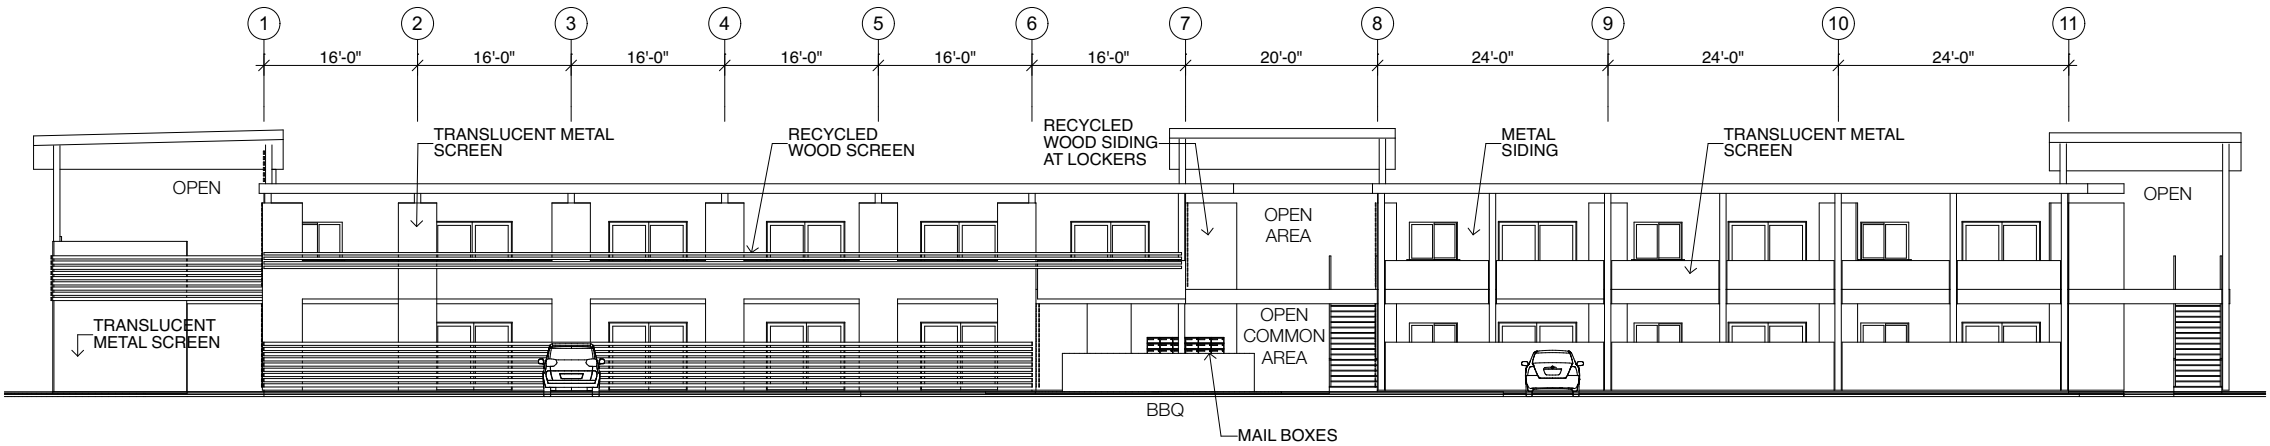 1 2 3 4 5 6 7 8 9 10 11
16'-0" 16'-0" 16'-0" 16'-0" 16'-0" 16'-0" 20'-0" 24'-0" 24'-0" 24'-0"
TRANSLUCENT METAL
SCREEN
RECYCLED
WOOD SCREEN
RECYCLED
WOOD SIDING
AT LOCKERS
METAL
SIDING
TRANSLUCENT METAL
SCREEN
OPEN
OPEN
AREA
OPEN
TRANSLUCENT
METAL SCREEN
OPEN
COMMON
AREA
BBQ
MAIL BOXES